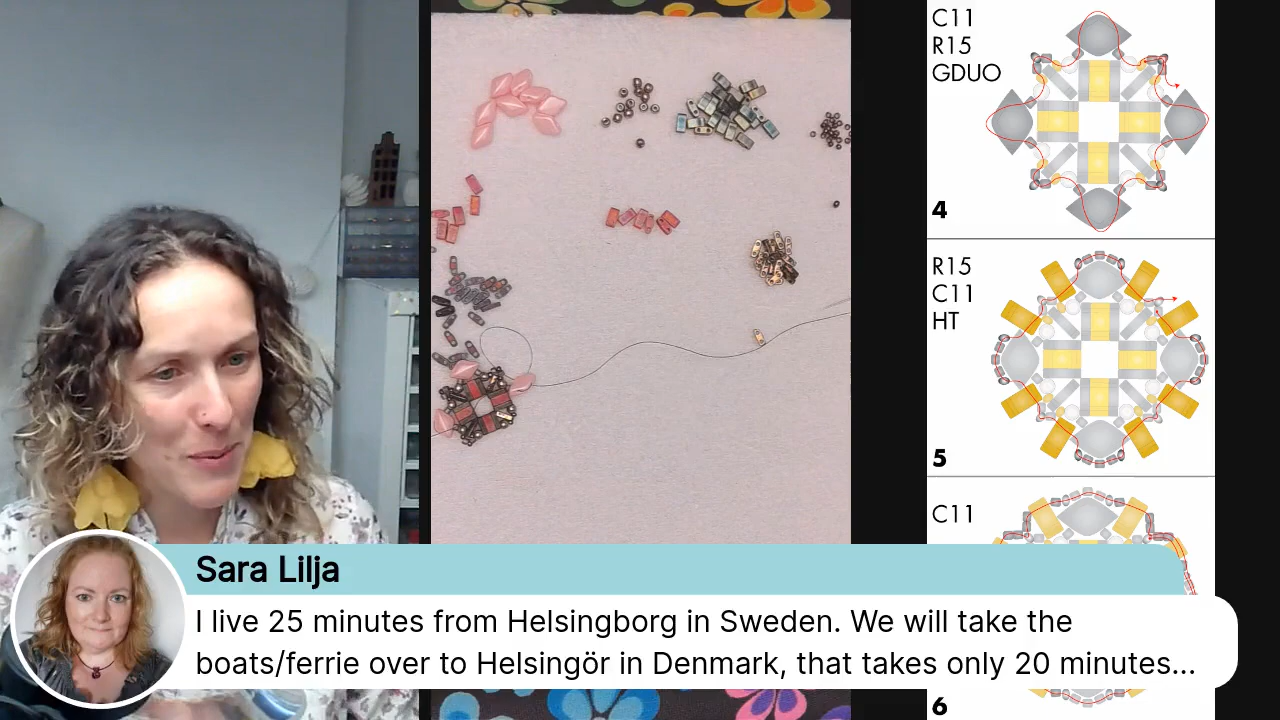 C11
R15
GDUO
4
R15
C11
HT
5
C11
6
Sara Lilja
I live 25 minutes from Helsingborg in Sweden. We will take the
boats/ferrie over to Helsingör in Denmark, that takes only 20 minutes...